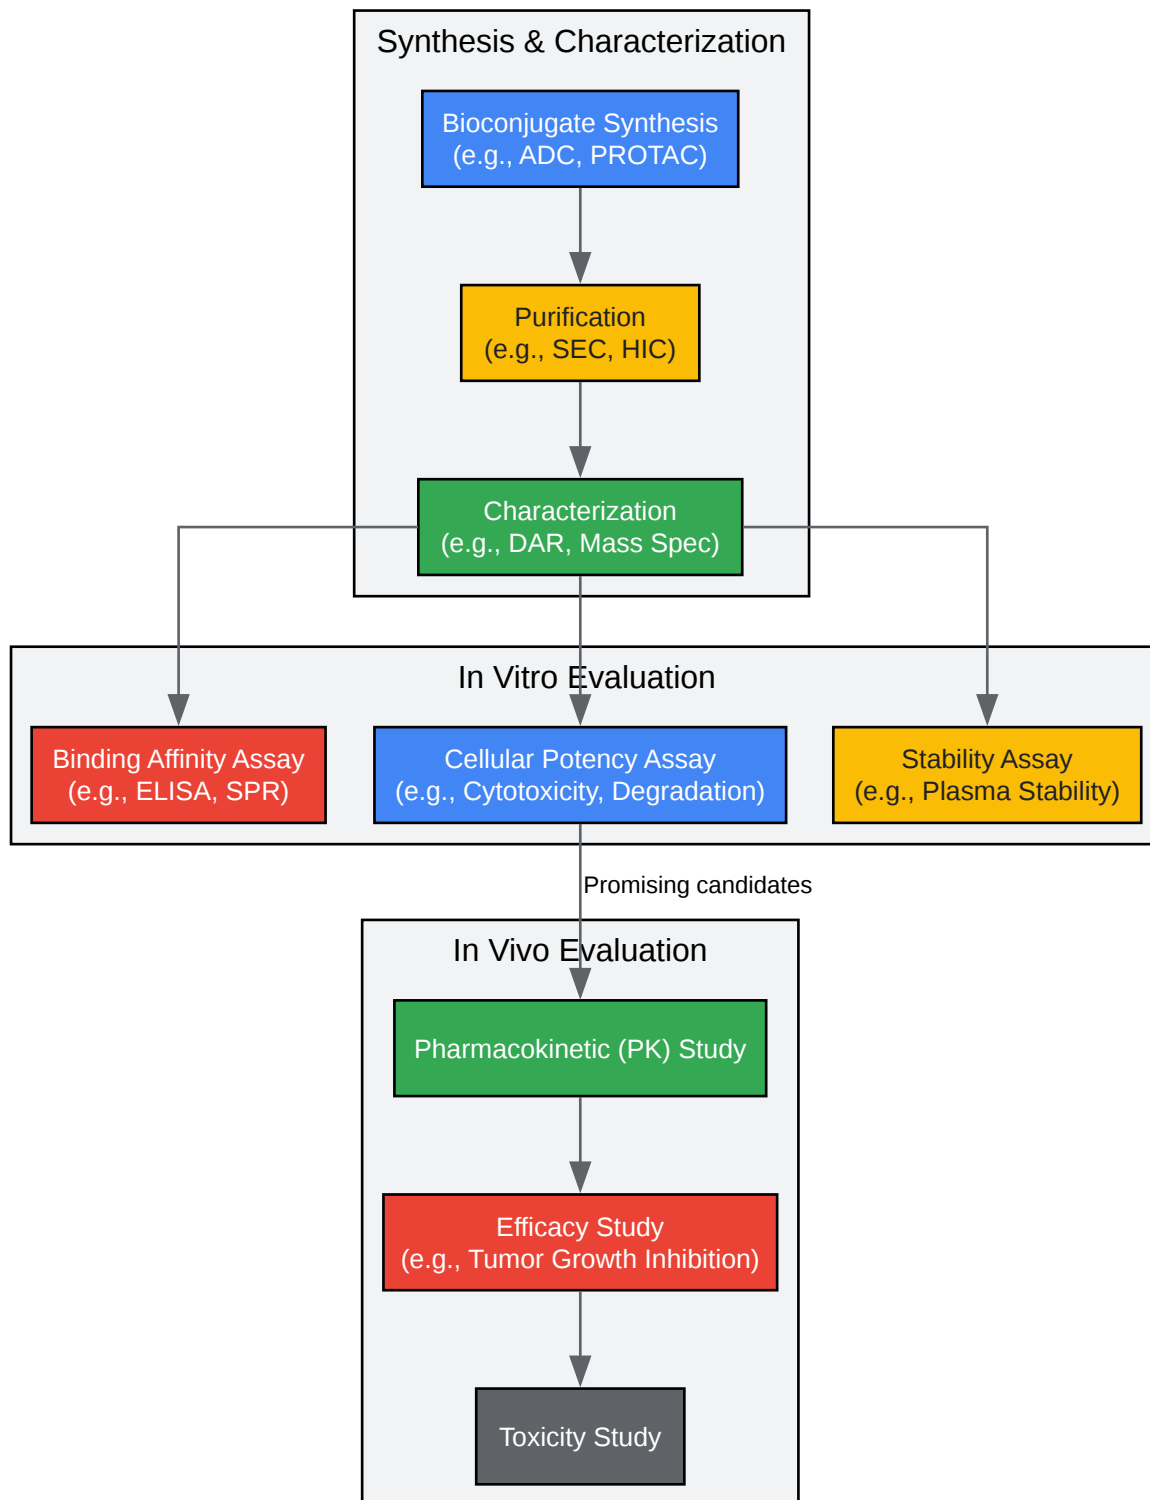 Synthesis & Characterization
Bioconjugate Synthesis
(e.g., ADC, PROTAC)
Purification
(e.g., SEC, HIC)
Characterization
(e.g., DAR, Mass Spec)
In Vitro Evaluation
Binding Affinity Assay
(e.g., ELISA, SPR)
Cellular Potency Assay
(e.g., Cytotoxicity, Degradation)
Stability Assay
(e.g., Plasma Stability)
Promising candidates
In Vivo Evaluation
Pharmacokinetic (PK) Study
Efficacy Study
(e.g., Tumor Growth Inhibition)
Toxicity Study